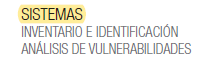 SISTEMAS
INVENTARIO E IDENTIFICACIÓN
ANÁLISIS DE VULNERABILIDADES